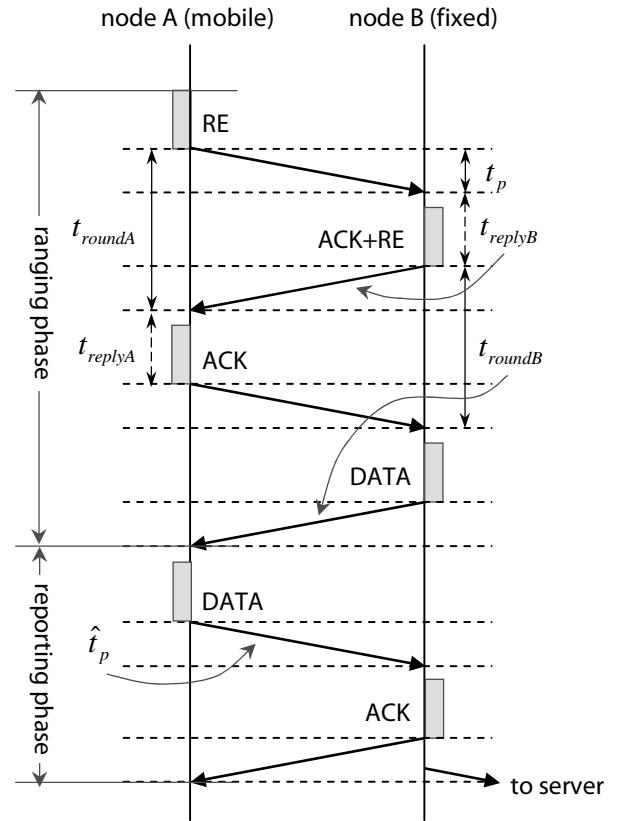 node A (mobile)
node B (fixed)
RE
t_p
t_roundA
ACK+RE
t_replyB
ranging phase
t_replyA
ACK
t_roundB
DATA
reporting phase
DATA
t̂_p
ACK
to server